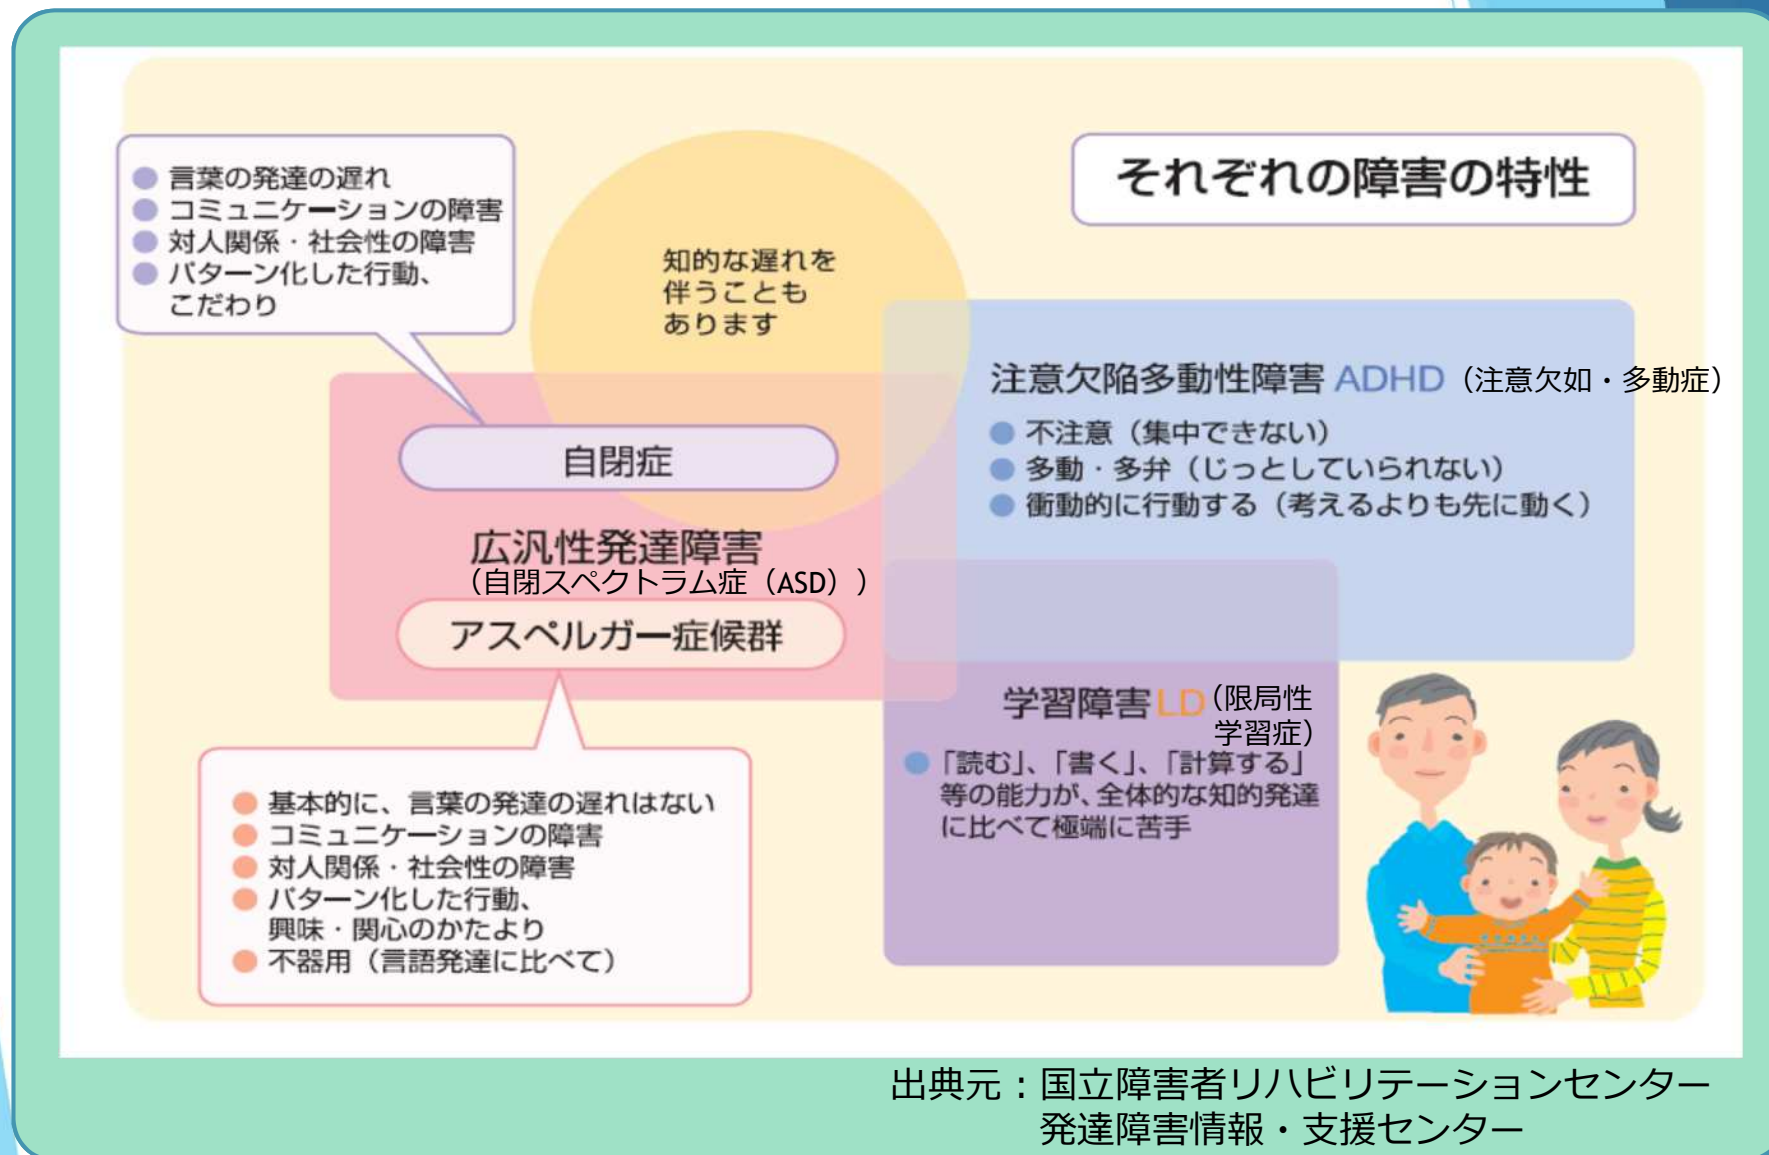 それぞれの障害の特性
● 言葉の発達の遅れ
● コミュニケーションの障害
● 対人関係・社会性の障害
● パターン化した行動、
こだわり
知的な遅れを
伴うことも
あります
自閉症
広汎性発達障害
（自閉スペクトラム症（ASD））
アスペルガー症候群
● 基本的に、言葉の発達の遅れはない
● コミュニケーションの障害
● 対人関係・社会性の障害
● パターン化した行動、
興味・関心のかたより
● 不器用（言語発達に比べて）
注意欠陥多動性障害 ADHD（注意欠如・多動症）
● 不注意（集中できない）
● 多動・多弁（じっとしていられない）
● 衝動的に行動する（考えるよりも先に動く）
学習障害 LD（限局性
学習症）
● 「読む」、「書く」、「計算する」
等の能力が、全体的な知的発達
に比べて極端に苦手
出典元：国立障害者リハビリテーションセンター
発達障害情報・支援センター